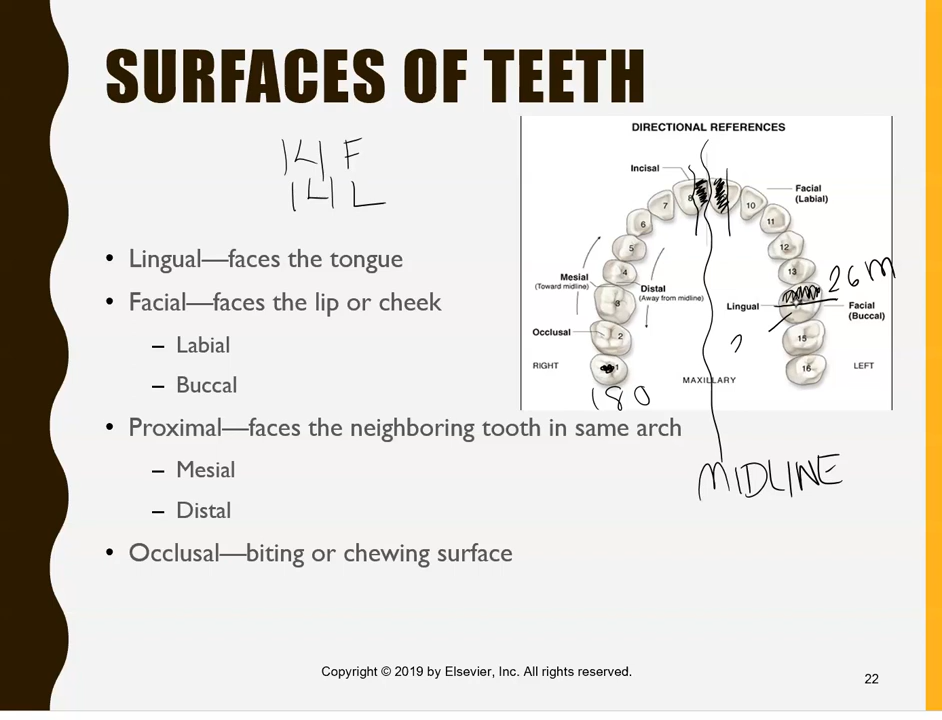 SURFACES OF TEETH
14 F
14 L
• Lingual—faces the tongue
• Facial—faces the lip or cheek
– Labial
– Buccal
• Proximal—faces the neighboring tooth in same arch
– Mesial
– Distal
• Occlusal—biting or chewing surface
DIRECTIONAL REFERENCES
Incisal
Facial
(Labial)
8
7
10
6
11
5
12
4
13
Mesial
(Toward midline)
Distal
(Away from midline)
26 M
3
Lingual
Facial
(Buccal)
Occlusal
2
15
RIGHT
1
16
LEFT
MAXILLARY
180
MIDLINE
Copyright © 2019 by Elsevier, Inc. All rights reserved.
22